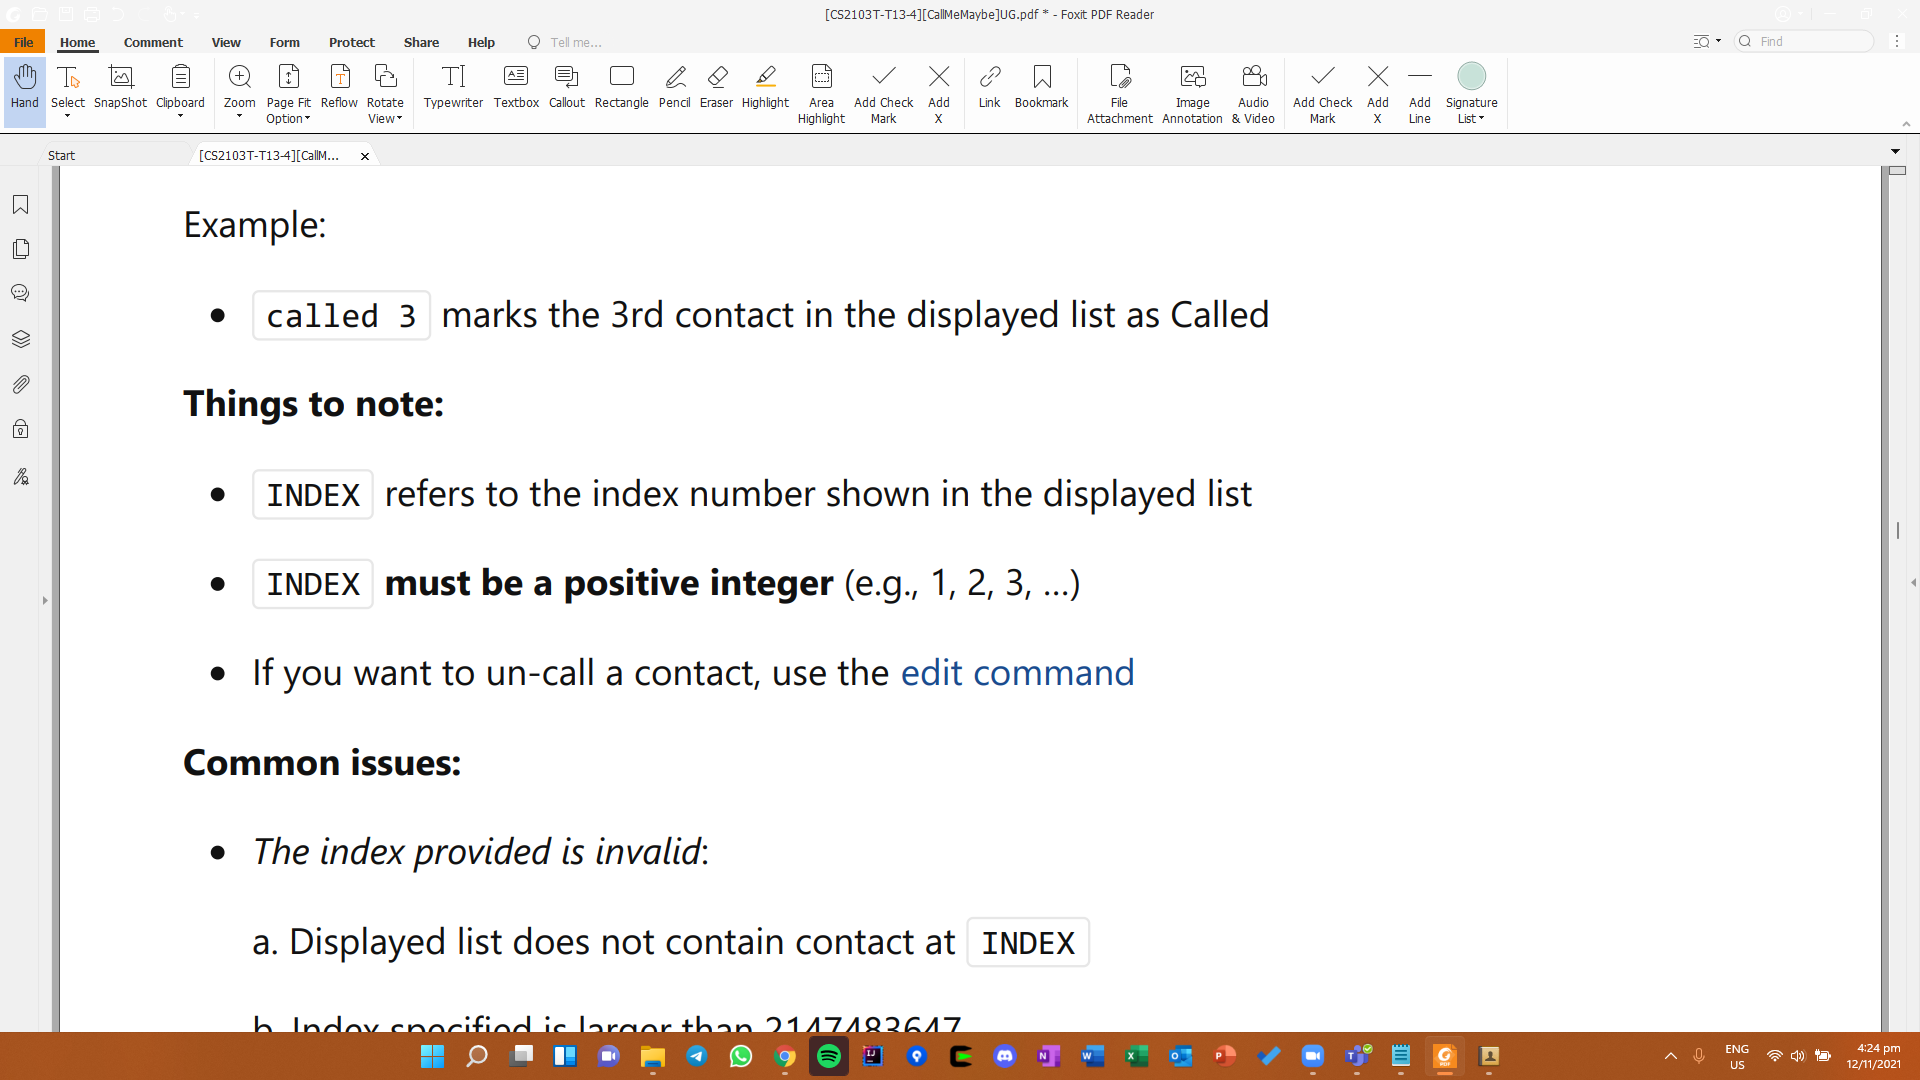 [CS2103T-T13-4][CallMeMaybe]UG.pdf * - Foxit PDF Reader
File Home Comment View Form Protect Share Help Tell me... Find
Hand Select SnapShot Clipboard Zoom Page Fit Option Reflow Rotate View Typewriter Textbox Callout Rectangle Pencil Eraser Highlight Area Highlight Add Check Mark Add X Link Bookmark File Attachment Image Annotation Audio & Video Add Check Mark Add X Add Line Signature List
Start [CS2103T-T13-4][CallM...
Example:
• called 3 marks the 3rd contact in the displayed list as Called
Things to note:
• INDEX refers to the index number shown in the displayed list
• INDEX must be a positive integer (e.g., 1, 2, 3, ...)
• If you want to un-call a contact, use the edit command
Common issues:
• The index provided is invalid:
a. Displayed list does not contain contact at INDEX
b. Index specified is larger than 2147483647
ENG
US
4:24 pm
12/11/2021